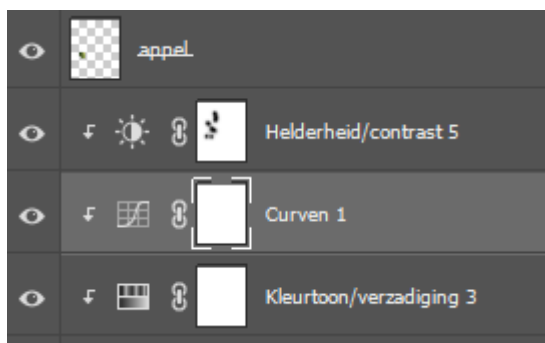 appel
Helderheid/contrast 5
Curven 1
Kleurtoon/verzadiging 3